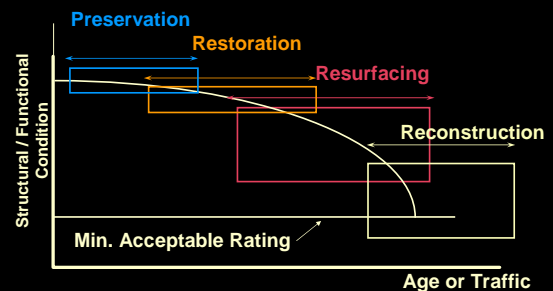 Preservation
Restoration
Resurfacing
Reconstruction
Structural / Functional
Condition
Min. Acceptable Rating
Age or Traffic